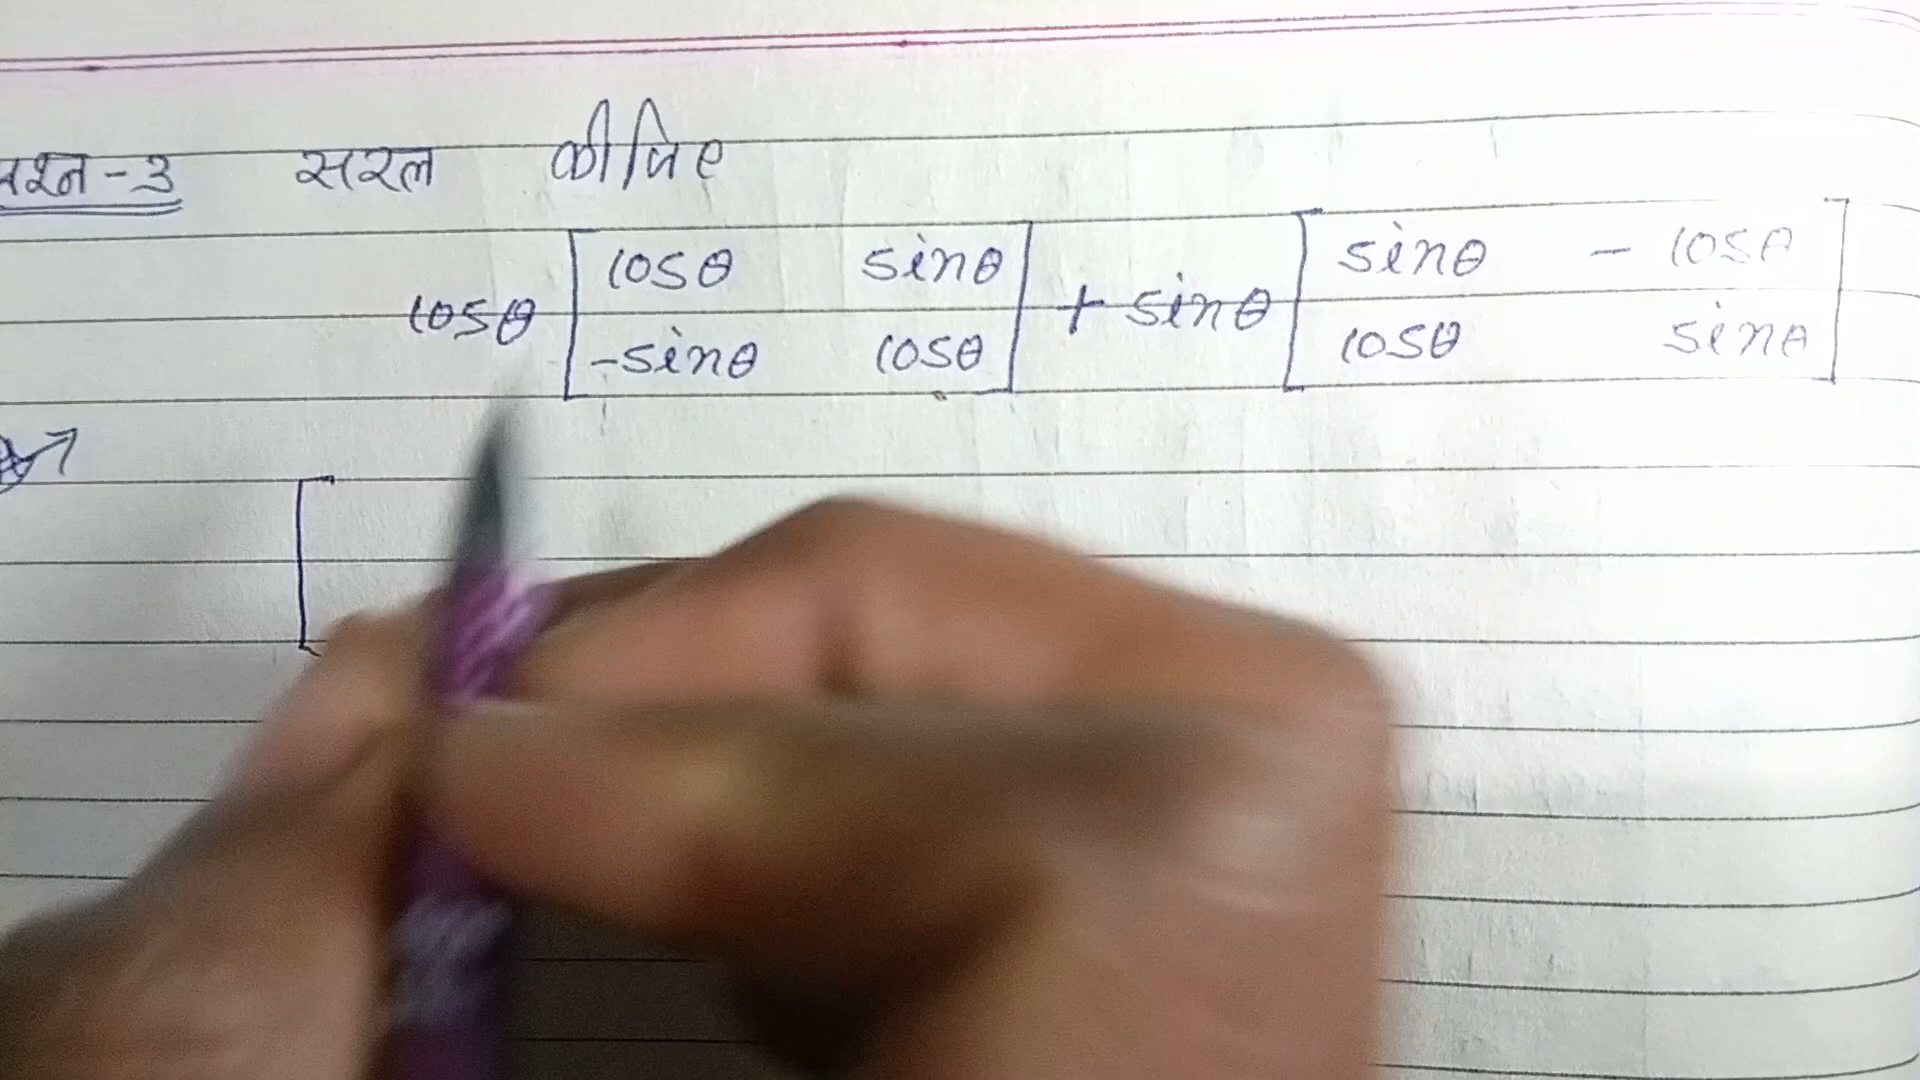 प्रश्न-3 सरल कीजिए
cosθ [ cosθ sinθ ] + sinθ [ sinθ - cosθ ]
[ -sinθ cosθ ] [ cosθ sinθ ]